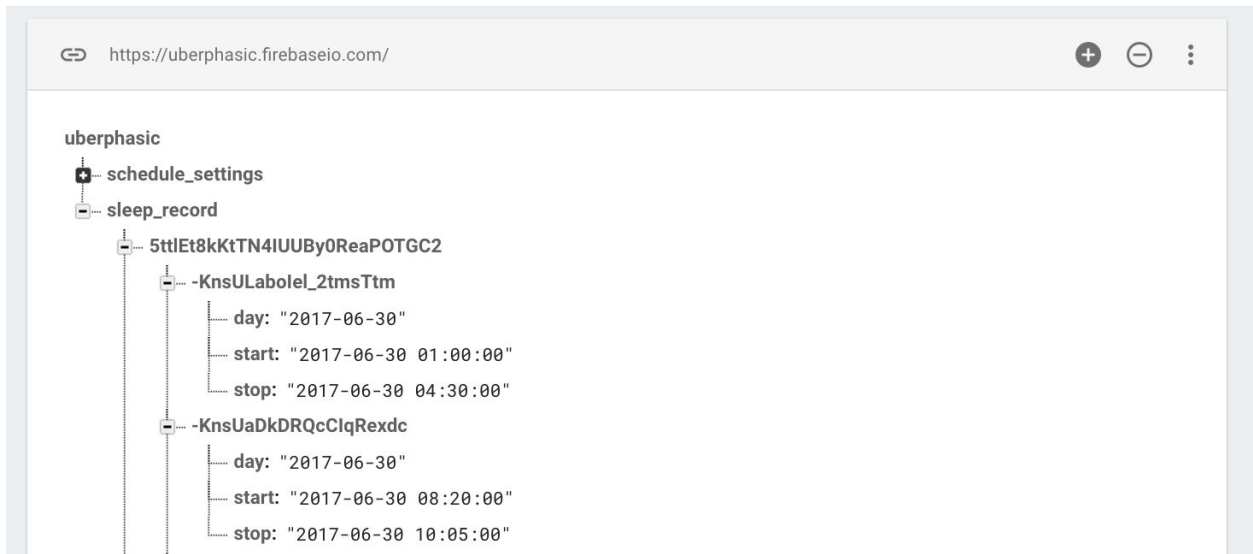 https://uberphasic.firebaseio.com/
uberphasic
schedule_settings
sleep_record
5ttlEt8kKtTN4IUUBy0ReaPOTGC2
-KnsULabolel_2tmsTtm
day: "2017-06-30"
start: "2017-06-30 01:00:00"
stop: "2017-06-30 04:30:00"
-KnsUaDkDRQcCIqRexdc
day: "2017-06-30"
start: "2017-06-30 08:20:00"
stop: "2017-06-30 10:05:00"